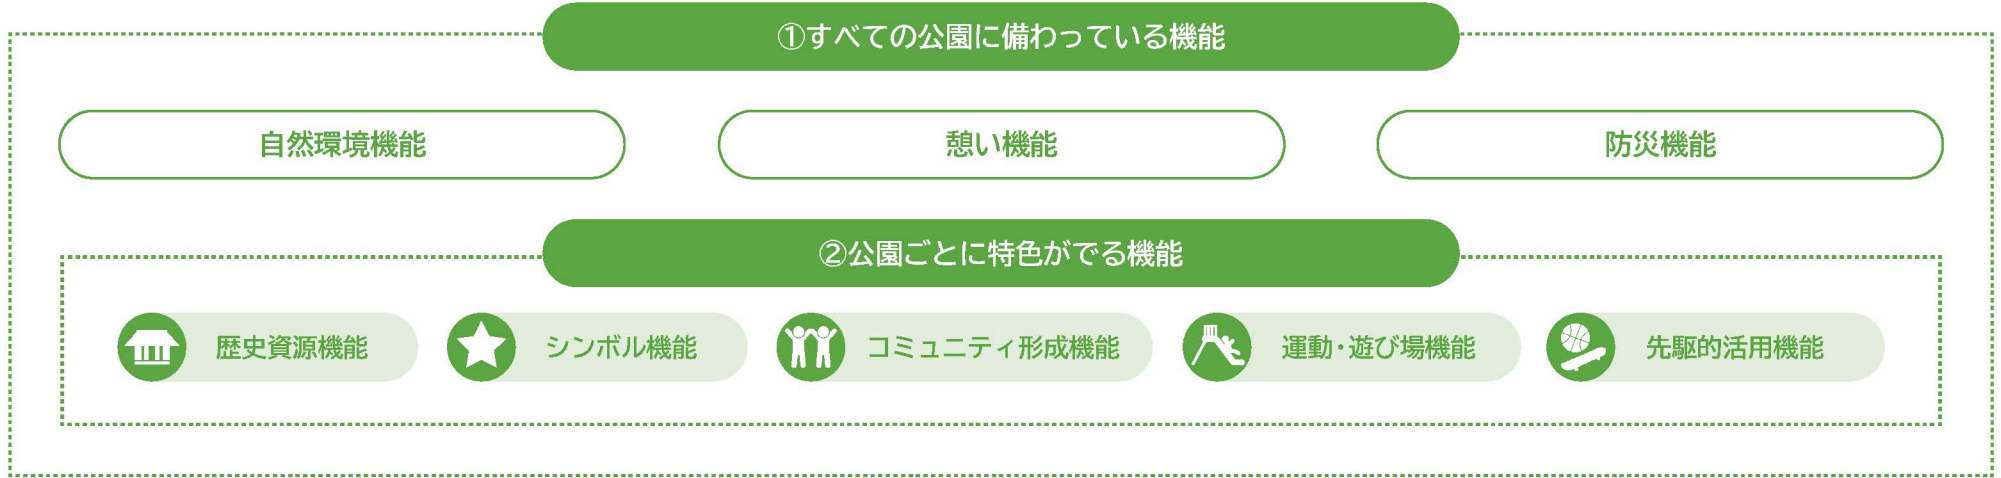 ①すべての公園に備わっている機能
自然環境機能
憩い機能
防災機能
②公園ごとに特色がでる機能
歴史資源機能
シンボル機能
コミュニティ形成機能
運動・遊び場機能
先駆的活用機能